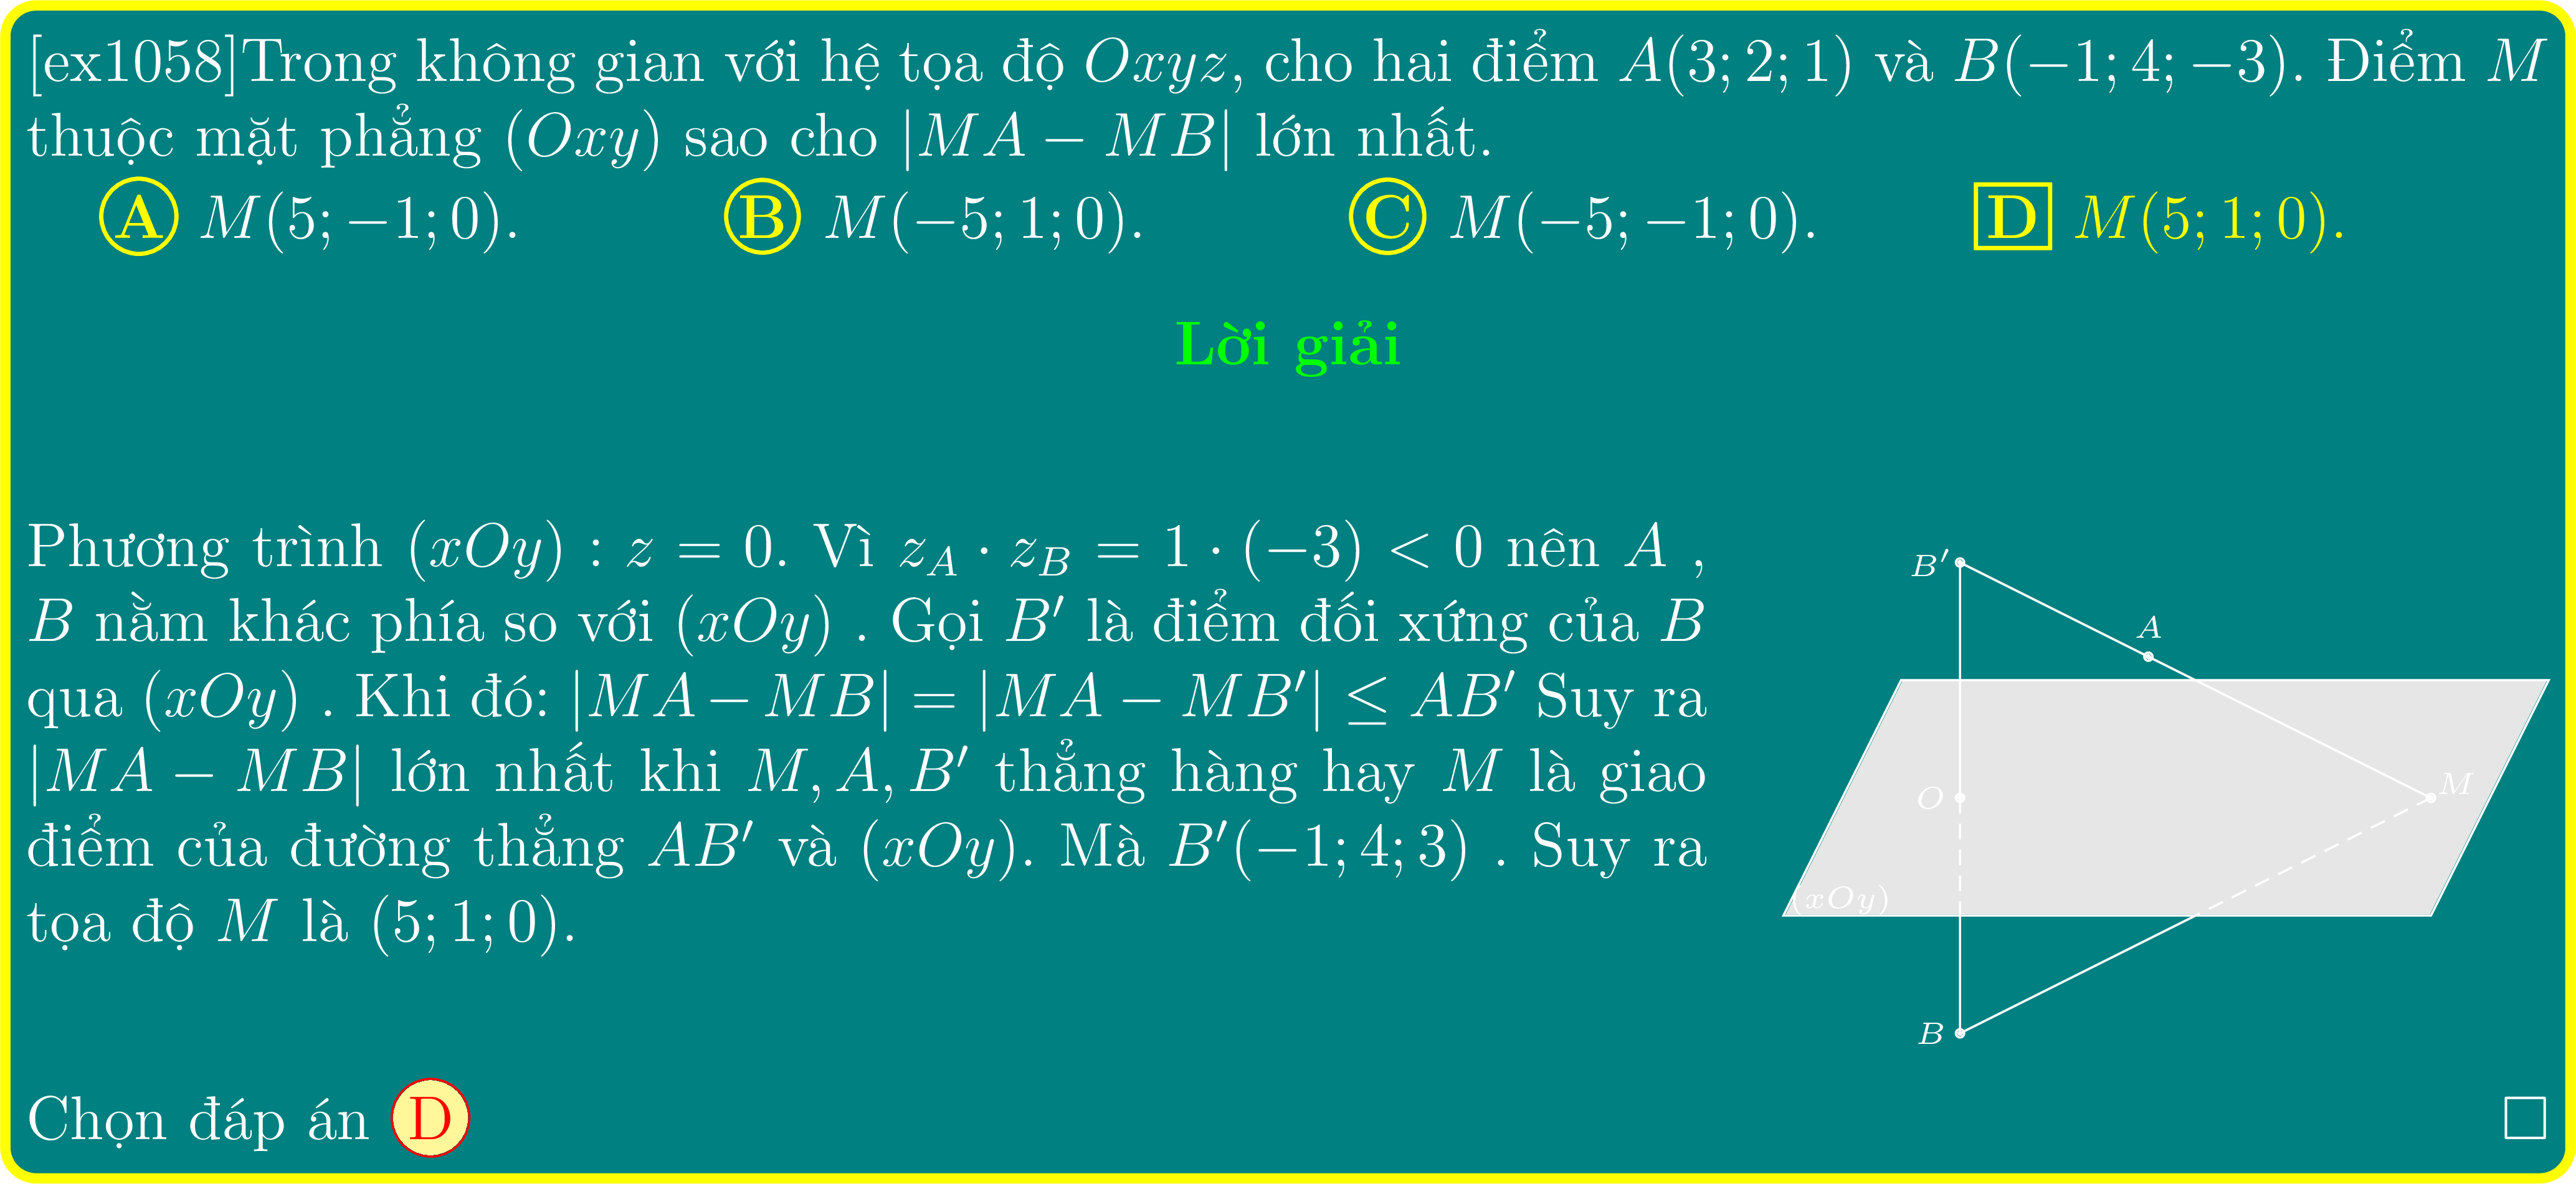 [ex1058]Trong không gian với hệ tọa độ Oxyz, cho hai điểm A(3; 2; 1) và B(−1; 4; −3). Điểm M
thuộc mặt phẳng (Oxy) sao cho |MA − MB| lớn nhất.
A M(5; −1; 0). B M(−5; 1; 0). C M(−5; −1; 0). D M(5; 1; 0).
Lời giải
Phương trình (xOy) : z = 0. Vì z_A · z_B = 1 · (−3) < 0 nên A ,
B nằm khác phía so với (xOy) . Gọi B′ là điểm đối xứng của B
qua (xOy) . Khi đó: |MA − MB| = |MA − MB′| ≤ AB′ Suy ra
|MA − MB| lớn nhất khi M, A, B′ thẳng hàng hay M là giao
điểm của đường thẳng AB′ và (xOy). Mà B′(−1; 4; 3) . Suy ra
tọa độ M là (5; 1; 0).
B′
A
M
O
(xOy)
B
Chọn đáp án D